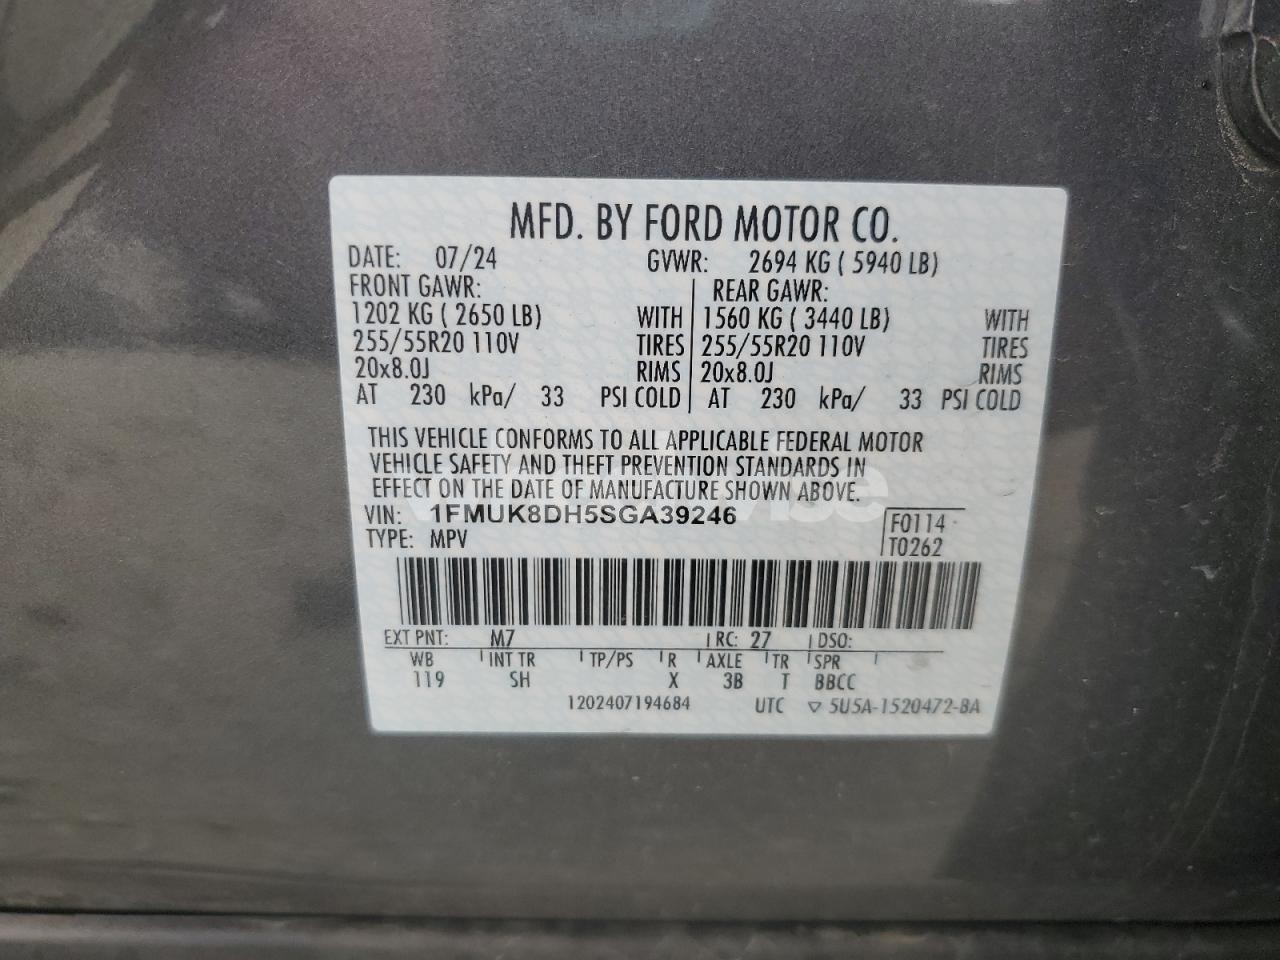 MFD. BY FORD MOTOR CO.
DATE: 07/24 GVWR: 2694 KG ( 5940 LB)
FRONT GAWR: REAR GAWR:
1202 KG ( 2650 LB) WITH 1560 KG ( 3440 LB) WITH
255/55R20 110V TIRES 255/55R20 110V TIRES
20x8.0J RIMS 20x8.0J RIMS
AT 230 kPa/ 33 PSI COLD AT 230 kPa/ 33 PSI COLD
THIS VEHICLE CONFORMS TO ALL APPLICABLE FEDERAL MOTOR
VEHICLE SAFETY AND THEFT PREVENTION STANDARDS IN
EFFECT ON THE DATE OF MANUFACTURE SHOWN ABOVE.
VIN: 1FMUK8DH5SGA39246 F0114
TYPE: MPV T0262
EXT PNT: M7 RC: 27 DSO:
WB INT TR TP/PS R AXLE TR SPR
119 SH X 3B T BBCC
1202407194684 UTC ▽ 5U5A-1520472-BA